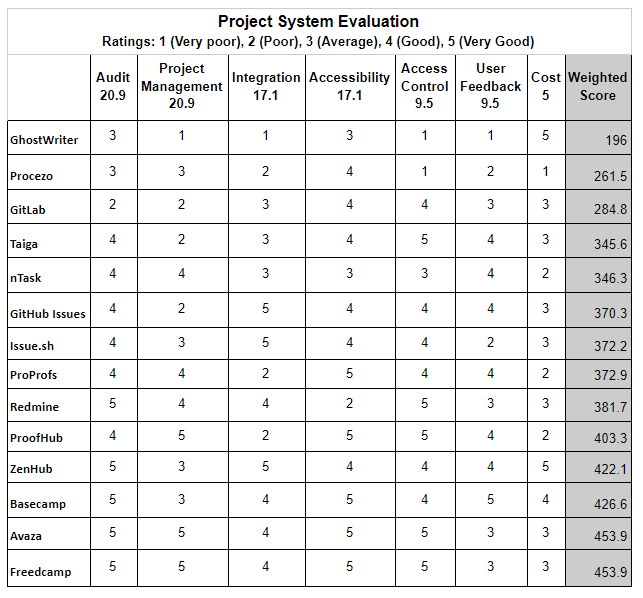 Project System Evaluation
Ratings: 1 (Very poor), 2 (Poor), 3 (Average), 4 (Good), 5 (Very Good)
Audit 20.9 Project Management 20.9 Integration 17.1 Accessibility 17.1 Access Control 9.5 User Feedback 9.5 Cost 5 Weighted Score
GhostWriter 3 1 1 3 1 1 5 196
Procezo 3 3 2 4 1 2 1 261.5
GitLab 2 2 3 4 4 3 3 284.8
Taiga 4 2 3 4 5 4 3 345.6
nTask 4 4 3 3 3 4 2 346.3
GitHub Issues 4 2 5 4 4 4 3 370.3
Issue.sh 4 3 5 4 4 2 3 372.2
ProProfs 4 4 2 5 4 4 2 372.9
Redmine 5 4 4 2 5 3 3 381.7
ProofHub 4 5 2 5 5 4 2 403.3
ZenHub 5 3 5 4 4 4 5 422.1
Basecamp 5 3 4 5 4 5 4 426.6
Avaza 5 5 4 5 5 3 3 453.9
Freedcamp 5 5 4 5 5 3 3 453.9